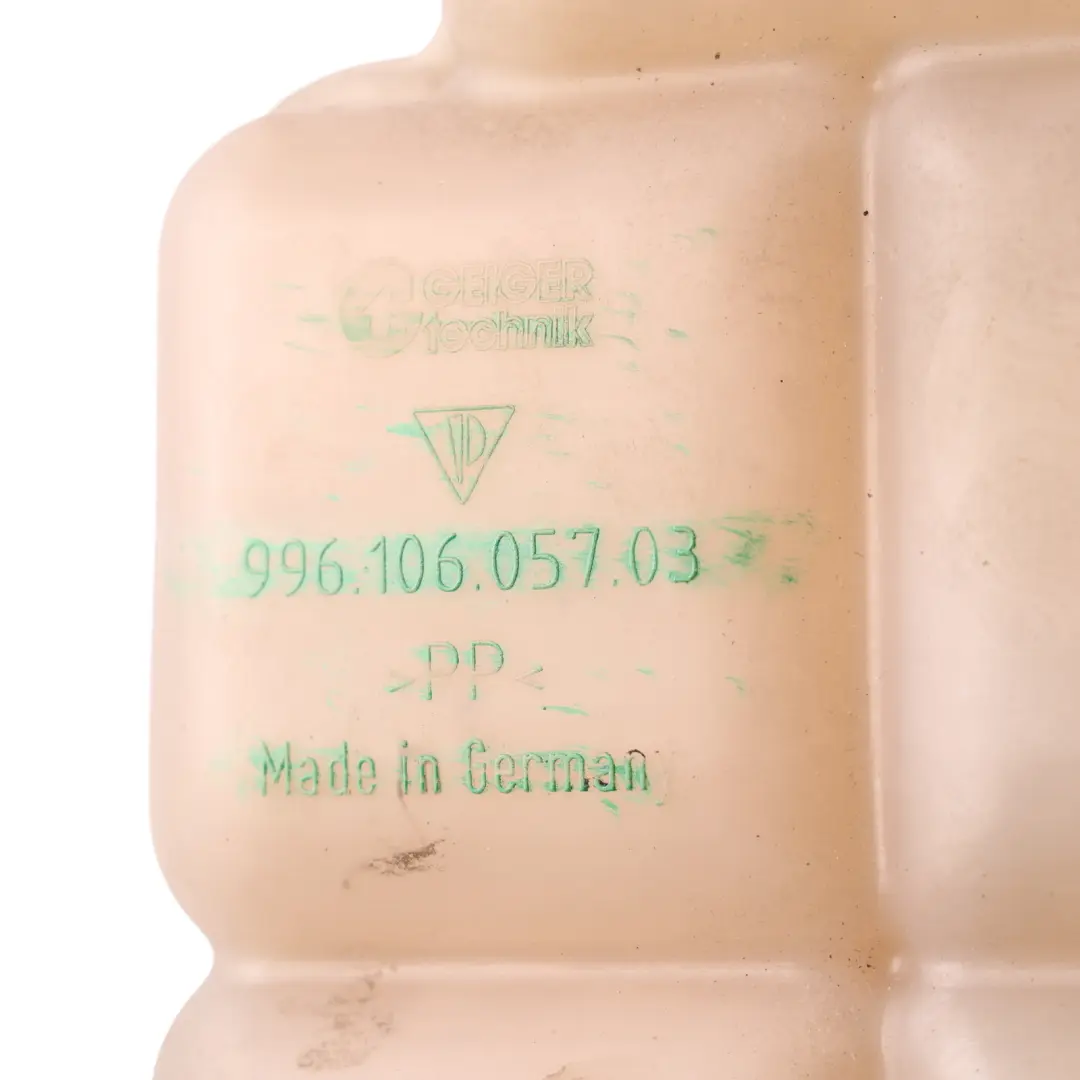 GEIGER
technik
996.106.057.03
>PP<
Made in German